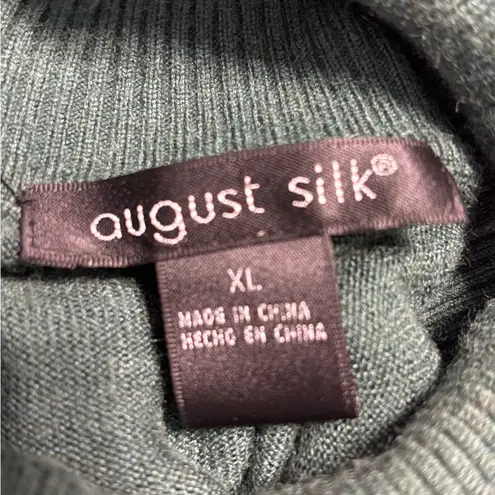 august silk®
XL
MADE IN CHINA
HECHO EN CHINA